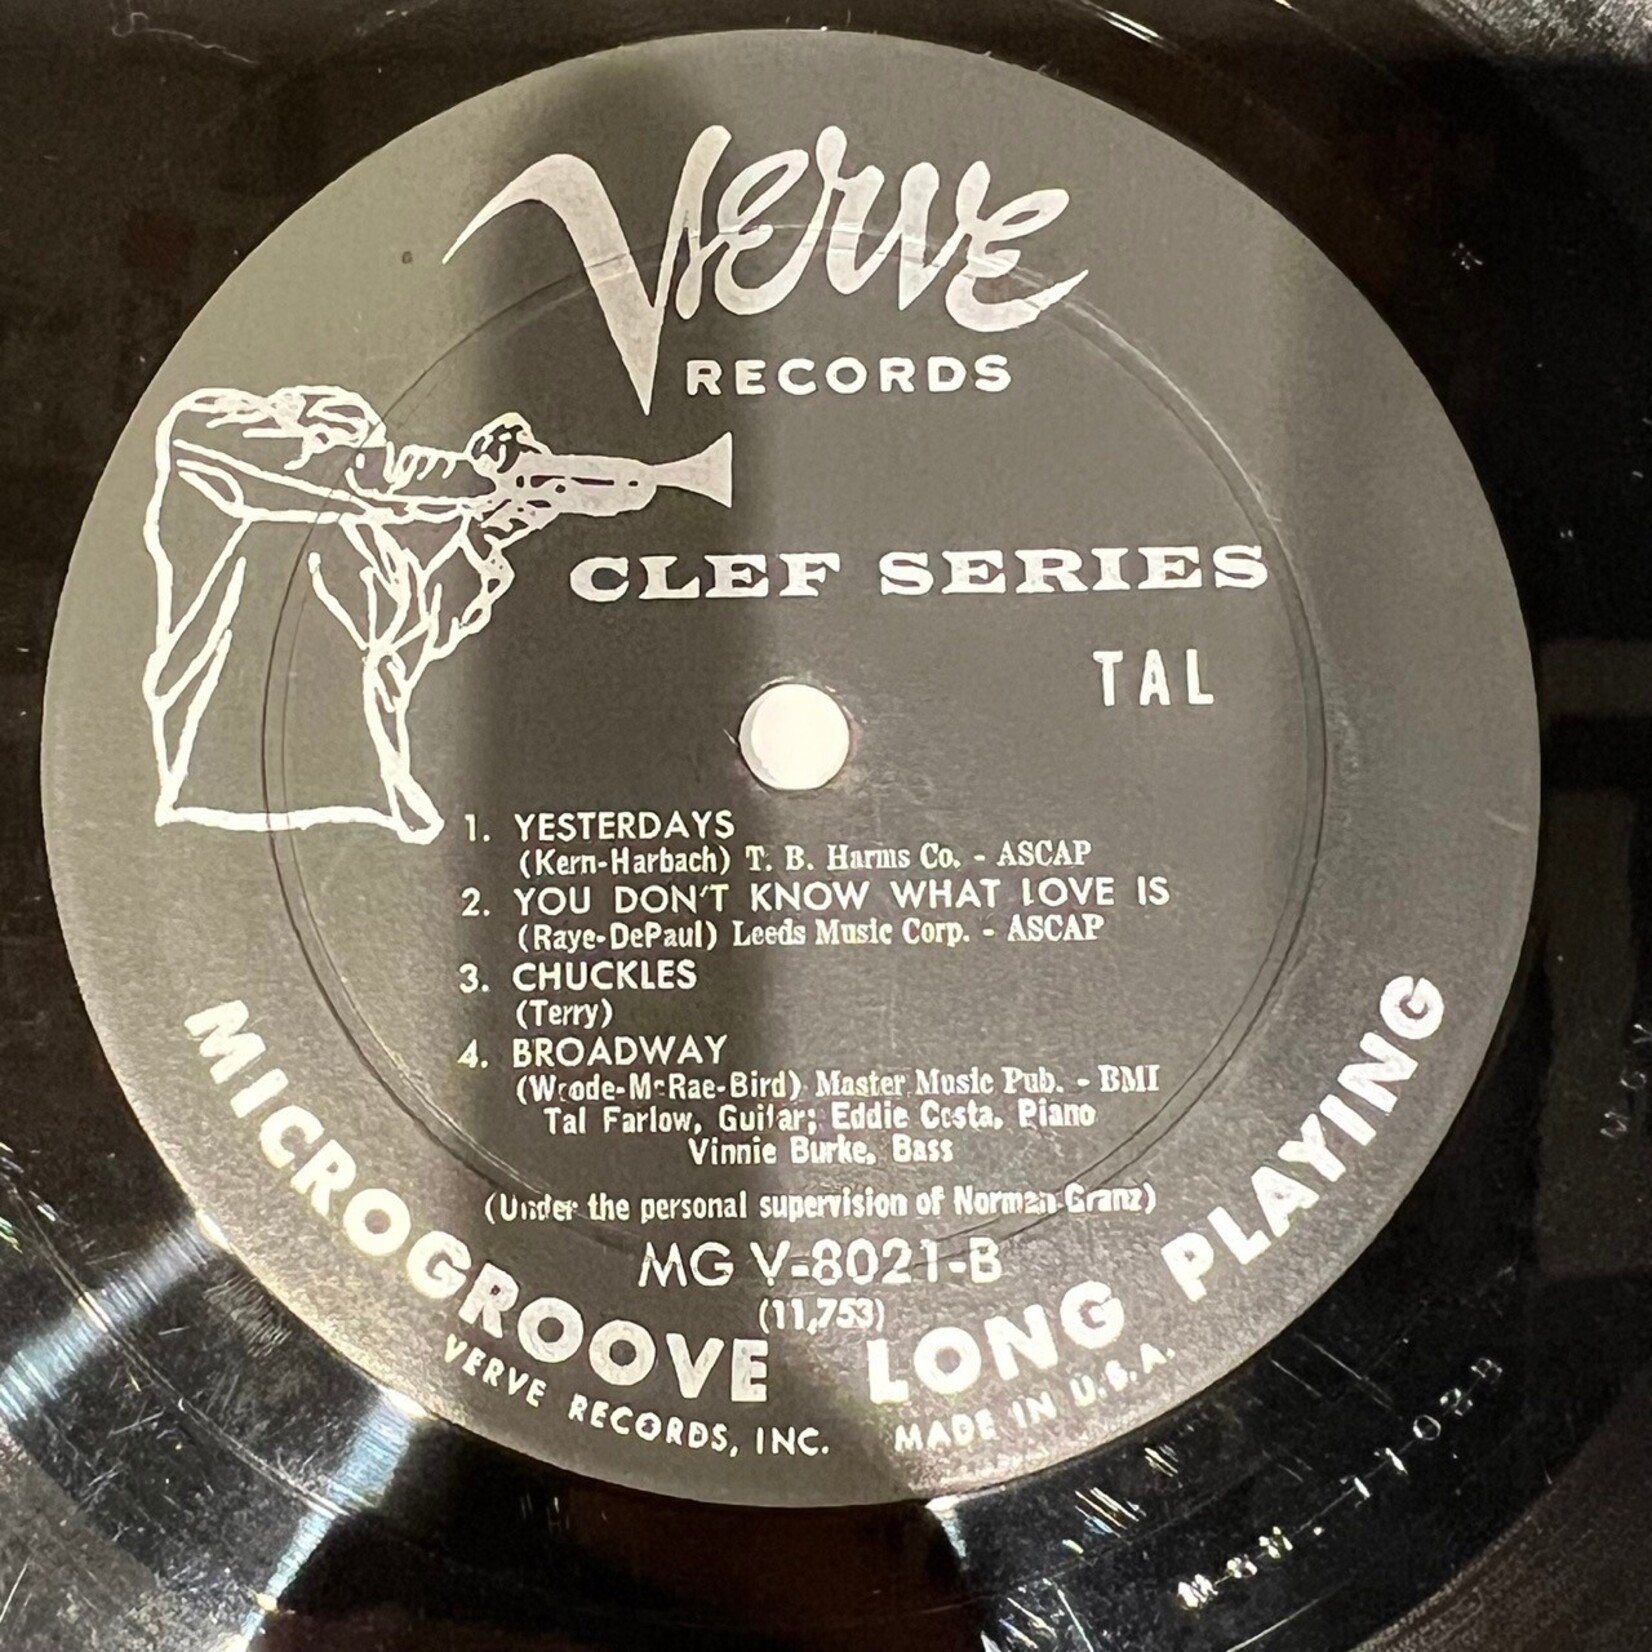 Verve
RECORDS
CLEF SERIES
TAL
1. YESTERDAYS
(Kern-Harbach) T. B. Harms Co. - ASCAP
2. YOU DON'T KNOW WHAT LOVE IS
(Raye-DePaul) Leeds Music Corp. - ASCAP
3. CHUCKLES
(Terry)
4. BROADWAY
(Woode-McRae-Bird) Master Music Pub. - BMI
Tal Farlow, Guitar; Eddie Costa, Piano
Vinnie Burke, Bass
(Under the personal supervision of Norman Granz)
MG V-8021-B
(11,753)
MICROGROOVE LONG PLAYING
VERVE RECORDS, INC. MADE IN U.S.A.